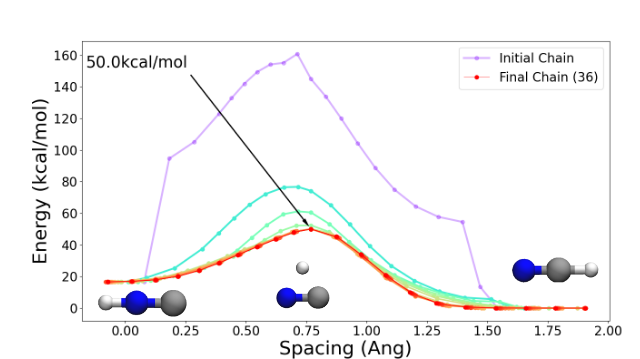 160
140
120
100
80
60
40
20
0
Energy (kcal/mol)
50.0kcal/mol
Initial Chain
Final Chain (36)
0.00 0.25 0.50 0.75 1.00 1.25 1.50 1.75 2.00
Spacing (Ang)